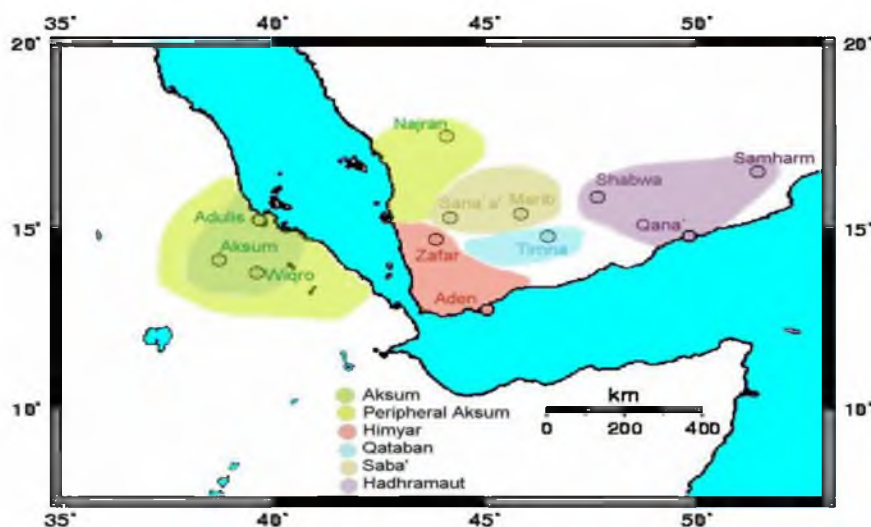 35° 40° 45° 50°
20° 20°
Najran
Samharm
Shabwa
Sana'a' Marib
Adulis
Qana'
15° 15°
Aksum
Zafar
Timna
Wiqro
Aden
Aksum
Peripheral Aksum
km
10° 10°
Himyar
0 200 400
Qataban
Saba'
Hadhramaut
35° 40° 45° 50°